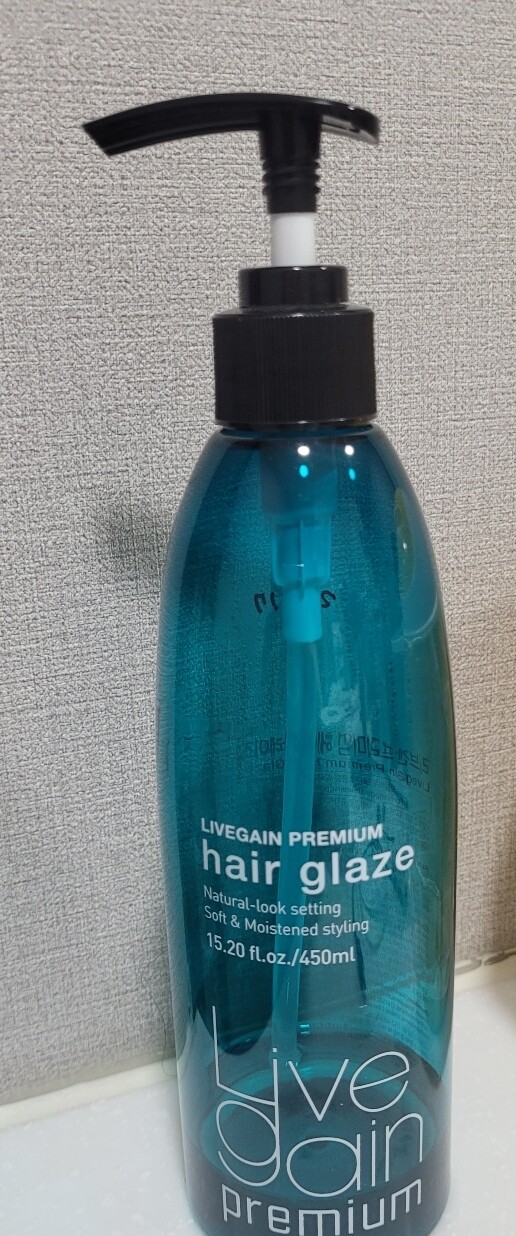 LIVEGAIN PREMIUM
hair glaze
Natural-look setting
Soft & Moistened styling
15.20 fl.oz./450ml
Live
gain
premium